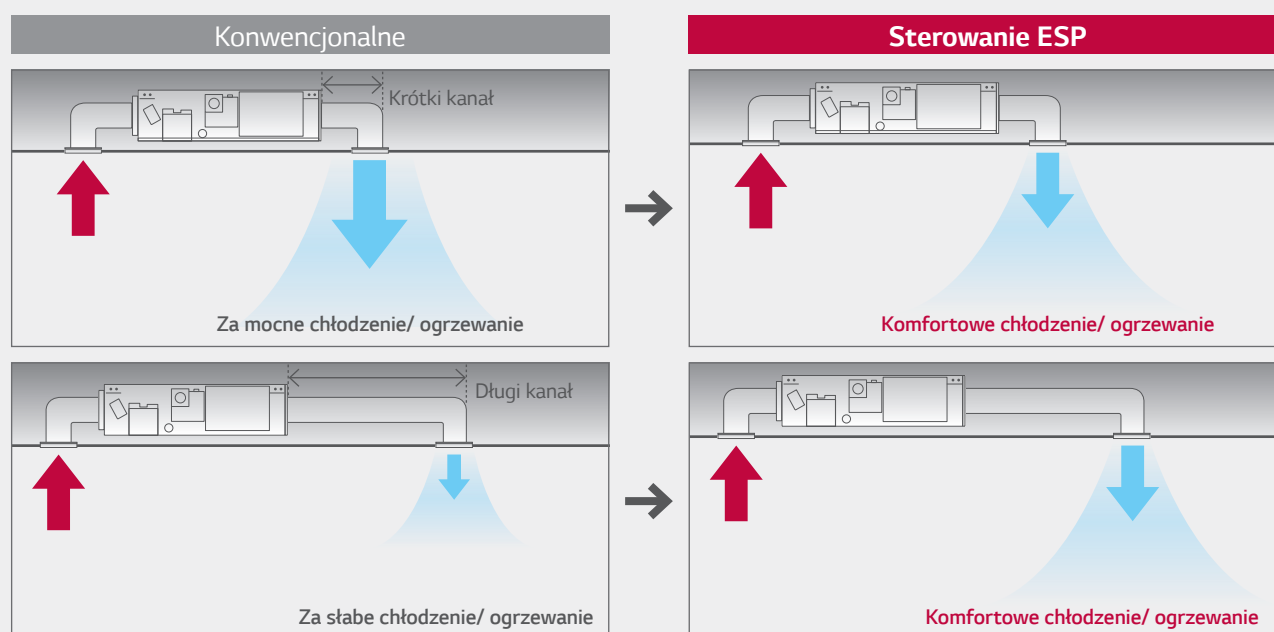 Konwencjonalne
Sterowanie ESP
Krótki kanał
Za mocne chłodzenie/ ogrzewanie
Komfortowe chłodzenie/ ogrzewanie
Długi kanał
Za słabe chłodzenie/ ogrzewanie
Komfortowe chłodzenie/ ogrzewanie